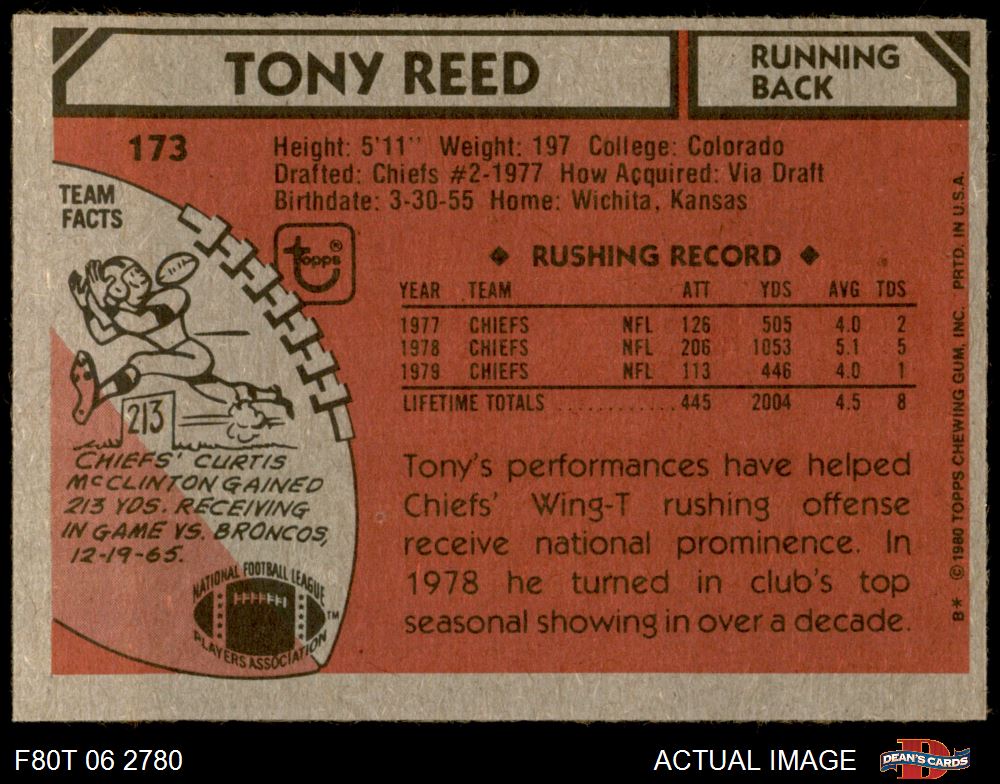 TONY REED
RUNNING
BACK
173
Height: 5'11" Weight: 197 College: Colorado
Drafted: Chiefs #2-1977 How Acquired: Via Draft
Birthdate: 3-30-55 Home: Wichita, Kansas
TEAM
FACTS
topps®
◆ RUSHING RECORD ◆
YEAR TEAM ATT YDS AVG TDS
1977 CHIEFS NFL 126 505 4.0 2
1978 CHIEFS NFL 206 1053 5.1 5
1979 CHIEFS NFL 113 446 4.0 1
LIFETIME TOTALS ............ 445 2004 4.5 8
213
CHIEFS' CURTIS
McCLINTON GAINED
213 YDS. RECEIVING
IN GAME VS. BRONCOS,
12-19-65.
Tony's performances have helped
Chiefs' Wing-T rushing offense
receive national prominence. In
1978 he turned in club's top
seasonal showing in over a decade.
NATIONAL FOOTBALL LEAGUE
PLAYERS ASSOCIATION
TM
B* © 1980 TOPPS CHEWING GUM, INC. PRTD. IN U.S.A.
F80T 06 2780
ACTUAL IMAGE
DEAN'S CARDS